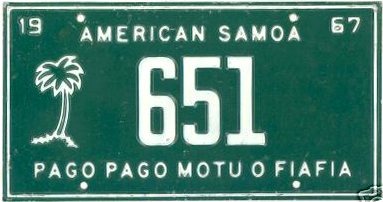 19 AMERICAN SAMOA 67
651
PAGO PAGO MOTU O FIAFIA